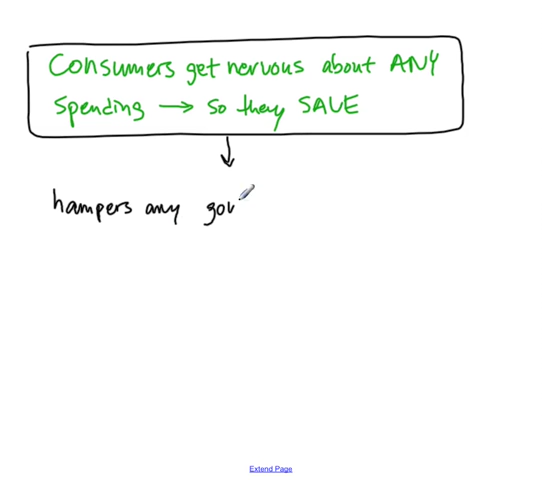 Consumers get nervous about ANY
Spending → so they SAVE
↓
hampers any gov
Extend Page